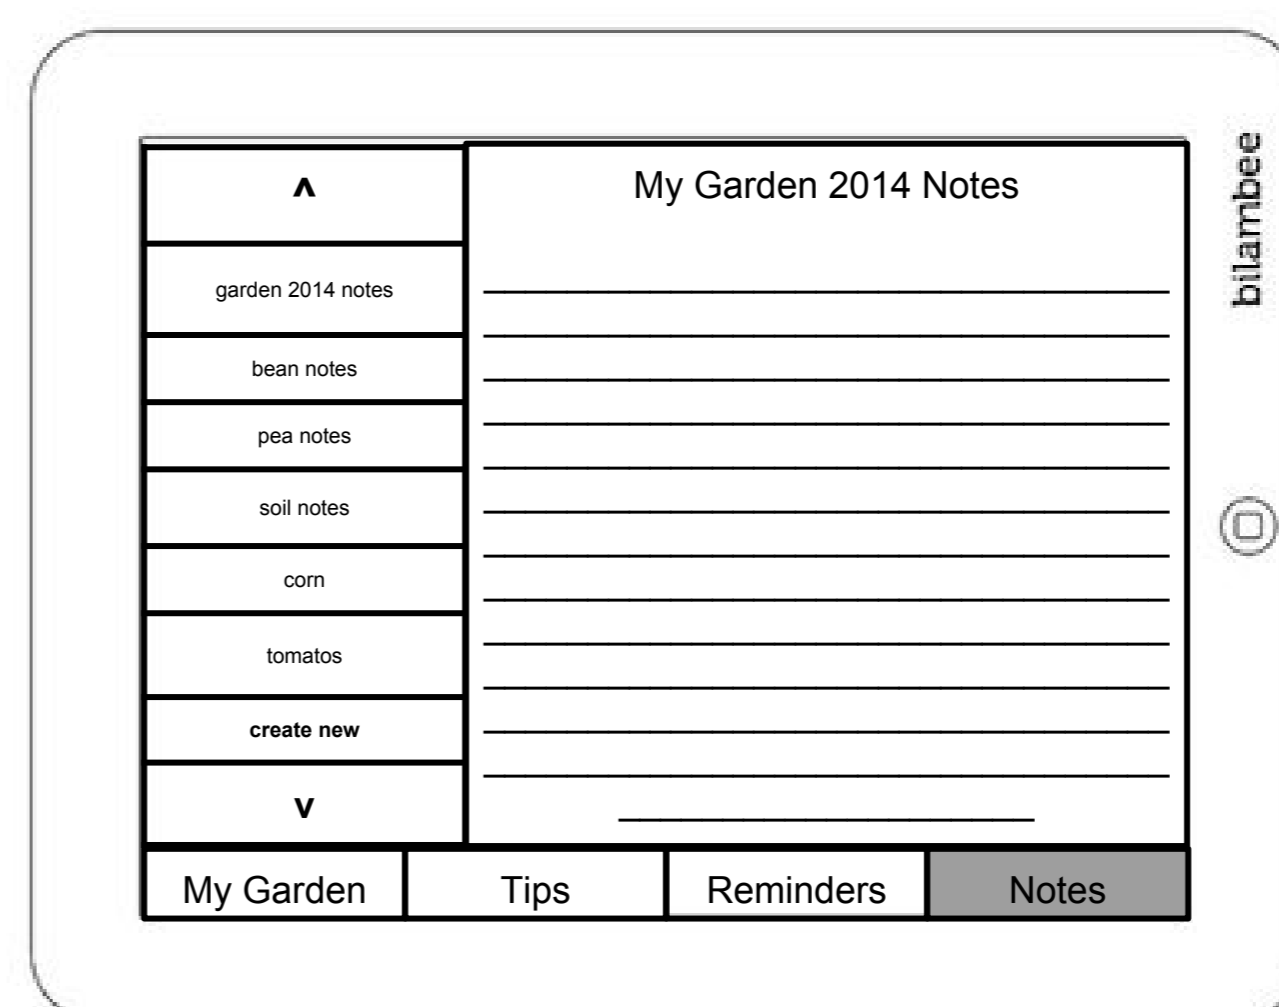 ʌ
garden 2014 notes
bean notes
pea notes
soil notes
corn
tomatos
create new
v
My Garden 2014 Notes
My Garden
Tips
Reminders
Notes
bilambee